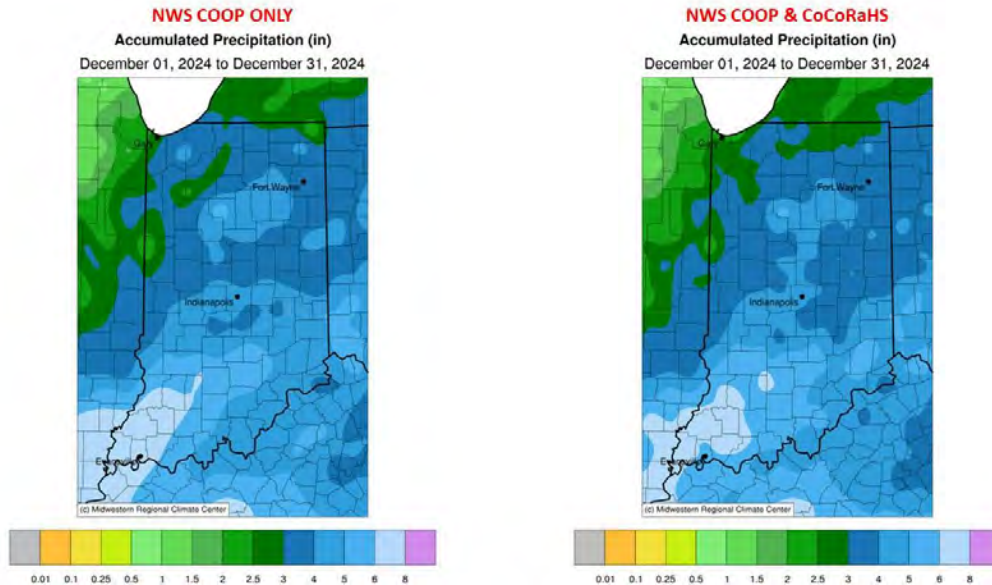 NWS COOP ONLY
Accumulated Precipitation (in)
December 01, 2024 to December 31, 2024
Fort Wayne
Indianapolis
(c) Midwestern Regional Climate Center
0.01 0.1 0.25 0.5 1 1.5 2 2.5 3 4 5 6 8
NWS COOP & CoCoRaHS
Accumulated Precipitation (in)
December 01, 2024 to December 31, 2024
Gary
Fort Wayne
Indianapolis
(c) Midwestern Regional Climate Center
0.01 0.1 0.25 0.5 1 1.5 2 2.5 3 4 5 6 8